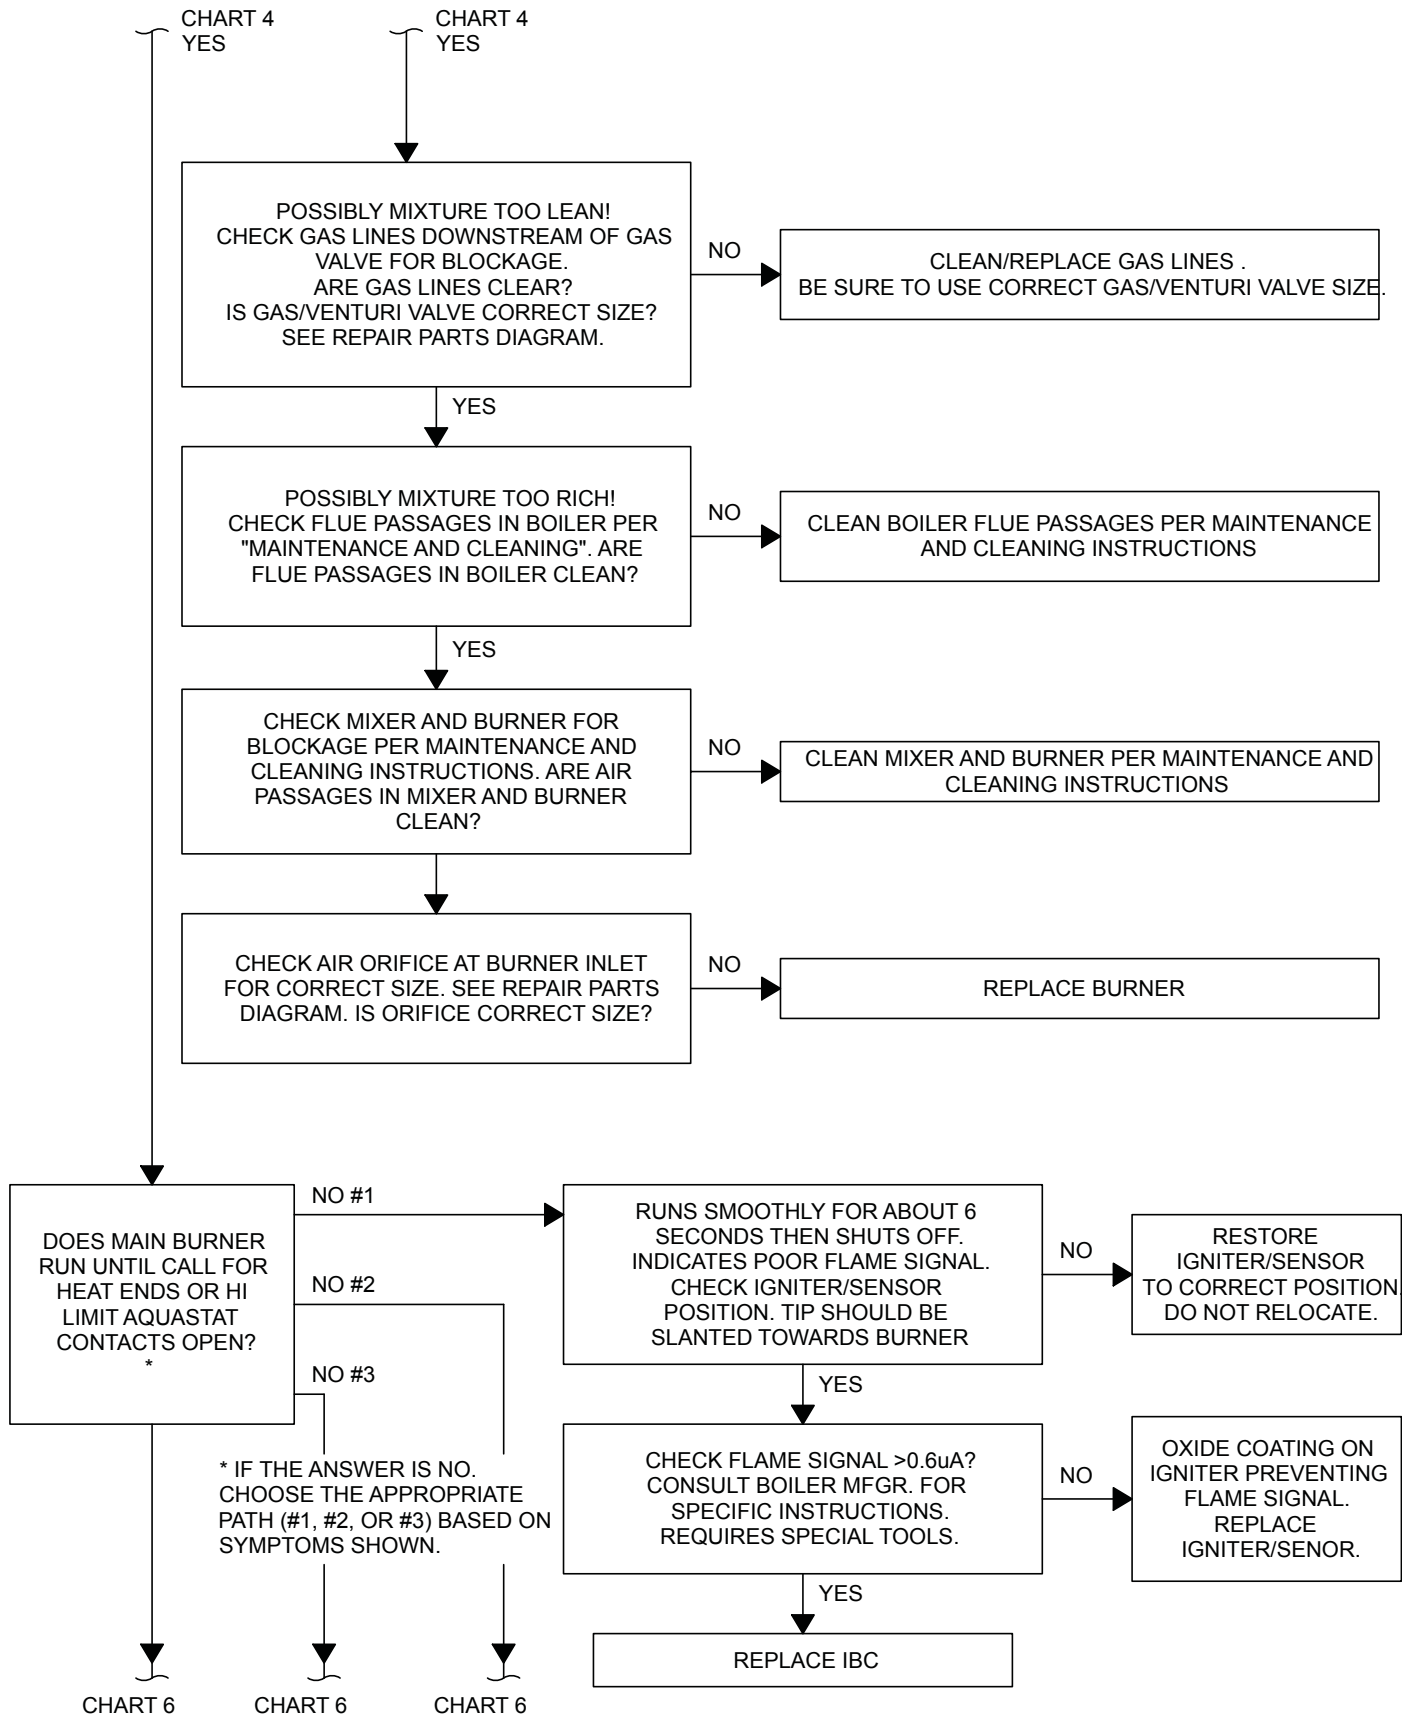 CHART 4
YES
CHART 4
YES
POSSIBLY MIXTURE TOO LEAN!
CHECK GAS LINES DOWNSTREAM OF GAS
VALVE FOR BLOCKAGE.
ARE GAS LINES CLEAR?
IS GAS/VENTURI VALVE CORRECT SIZE?
SEE REPAIR PARTS DIAGRAM.
NO
CLEAN/REPLACE GAS LINES .
BE SURE TO USE CORRECT GAS/VENTURI VALVE SIZE.
YES
POSSIBLY MIXTURE TOO RICH!
CHECK FLUE PASSAGES IN BOILER PER
"MAINTENANCE AND CLEANING". ARE
FLUE PASSAGES IN BOILER CLEAN?
NO
CLEAN BOILER FLUE PASSAGES PER MAINTENANCE
AND CLEANING INSTRUCTIONS
YES
CHECK MIXER AND BURNER FOR
BLOCKAGE PER MAINTENANCE AND
CLEANING INSTRUCTIONS. ARE AIR
PASSAGES IN MIXER AND BURNER
CLEAN?
NO
CLEAN MIXER AND BURNER PER MAINTENANCE AND
CLEANING INSTRUCTIONS
CHECK AIR ORIFICE AT BURNER INLET
FOR CORRECT SIZE. SEE REPAIR PARTS
DIAGRAM. IS ORIFICE CORRECT SIZE?
NO
REPLACE BURNER
DOES MAIN BURNER
RUN UNTIL CALL FOR
HEAT ENDS OR HI
LIMIT AQUASTAT
CONTACTS OPEN?
*
NO #1
NO #2
NO #3
RUNS SMOOTHLY FOR ABOUT 6
SECONDS THEN SHUTS OFF.
INDICATES POOR FLAME SIGNAL.
CHECK IGNITER/SENSOR
POSITION. TIP SHOULD BE
SLANTED TOWARDS BURNER
NO
RESTORE
IGNITER/SENSOR
TO CORRECT POSITION.
DO NOT RELOCATE.
YES
* IF THE ANSWER IS NO.
CHOOSE THE APPROPRIATE
PATH (#1, #2, OR #3) BASED ON
SYMPTOMS SHOWN.
CHECK FLAME SIGNAL >0.6uA?
CONSULT BOILER MFGR. FOR
SPECIFIC INSTRUCTIONS.
REQUIRES SPECIAL TOOLS.
NO
OXIDE COATING ON
IGNITER PREVENTING
FLAME SIGNAL.
REPLACE
IGNITER/SENOR.
YES
REPLACE IBC
CHART 6
CHART 6
CHART 6